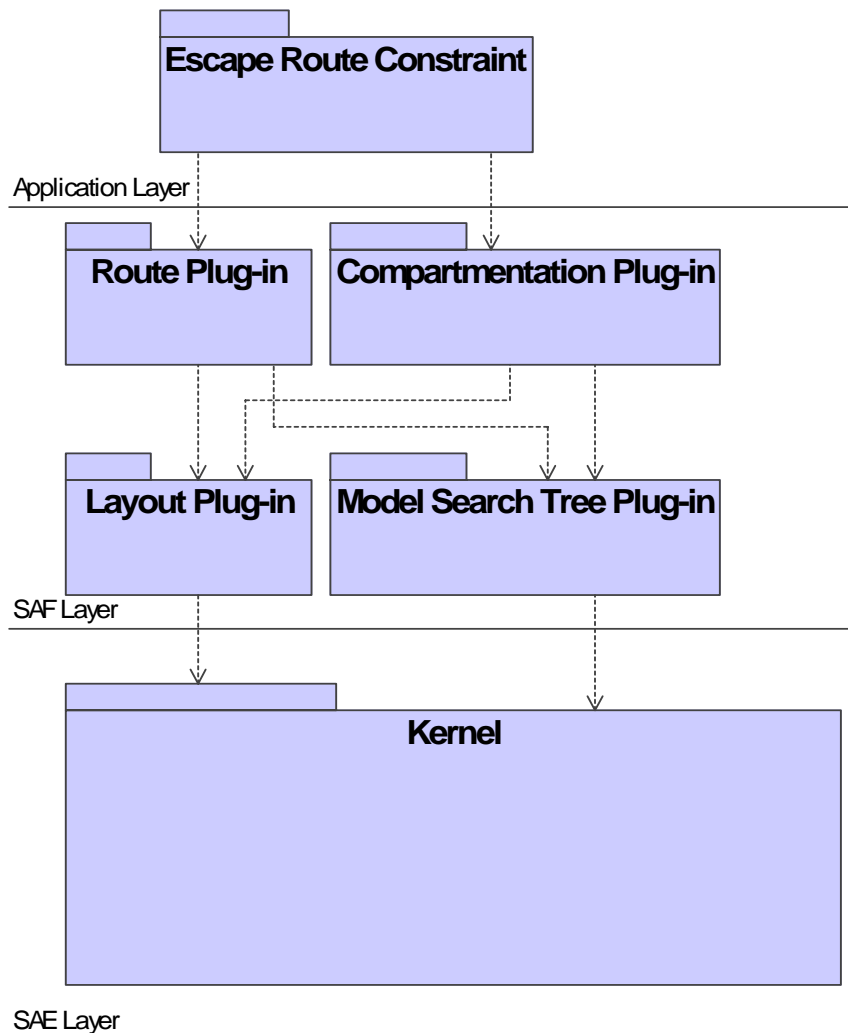 Escape Route Constraint
Application Layer
Route Plug-in
Compartmentation Plug-in
Layout Plug-in
Model Search Tree Plug-in
SAF Layer
Kernel
SAE Layer